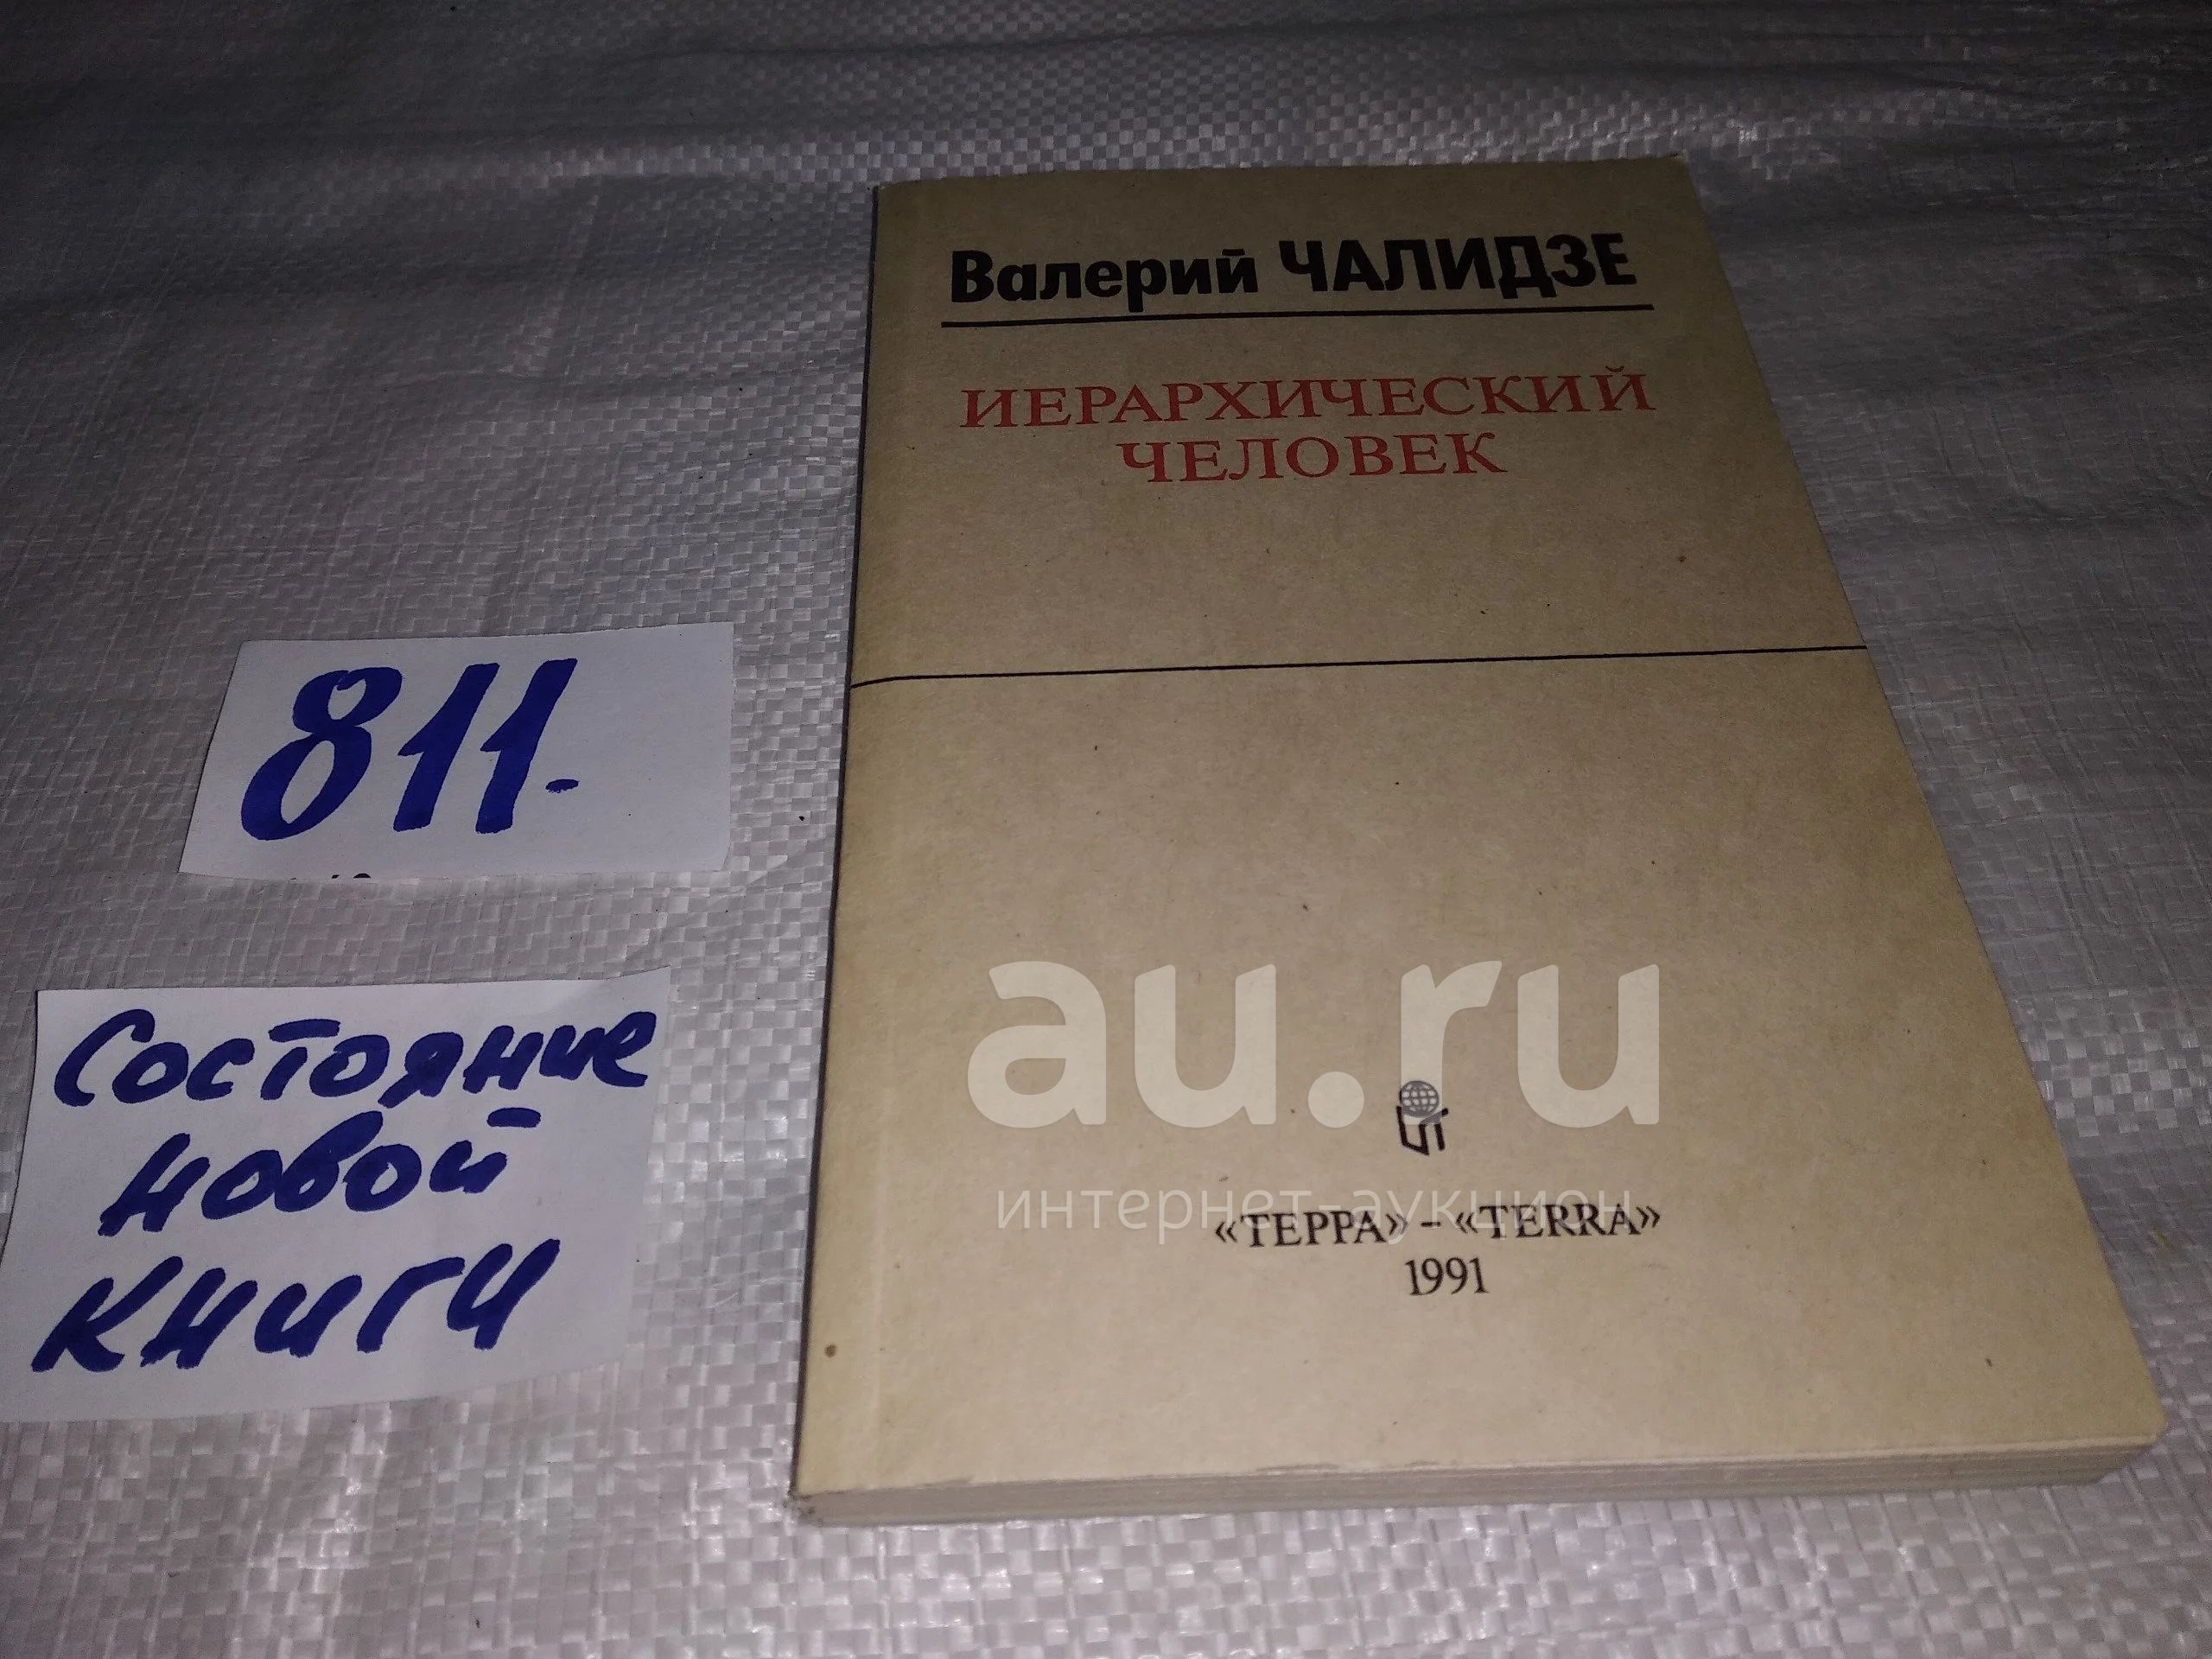 Валерий ЧАЛИДЗЕ
ИЕРАРХИЧЕСКИЙ
ЧЕЛОВЕК
811.
Состояние
новой
книги
au.ru
интернет-аукцион
«ТЕРРА» – «TERRA»
1991